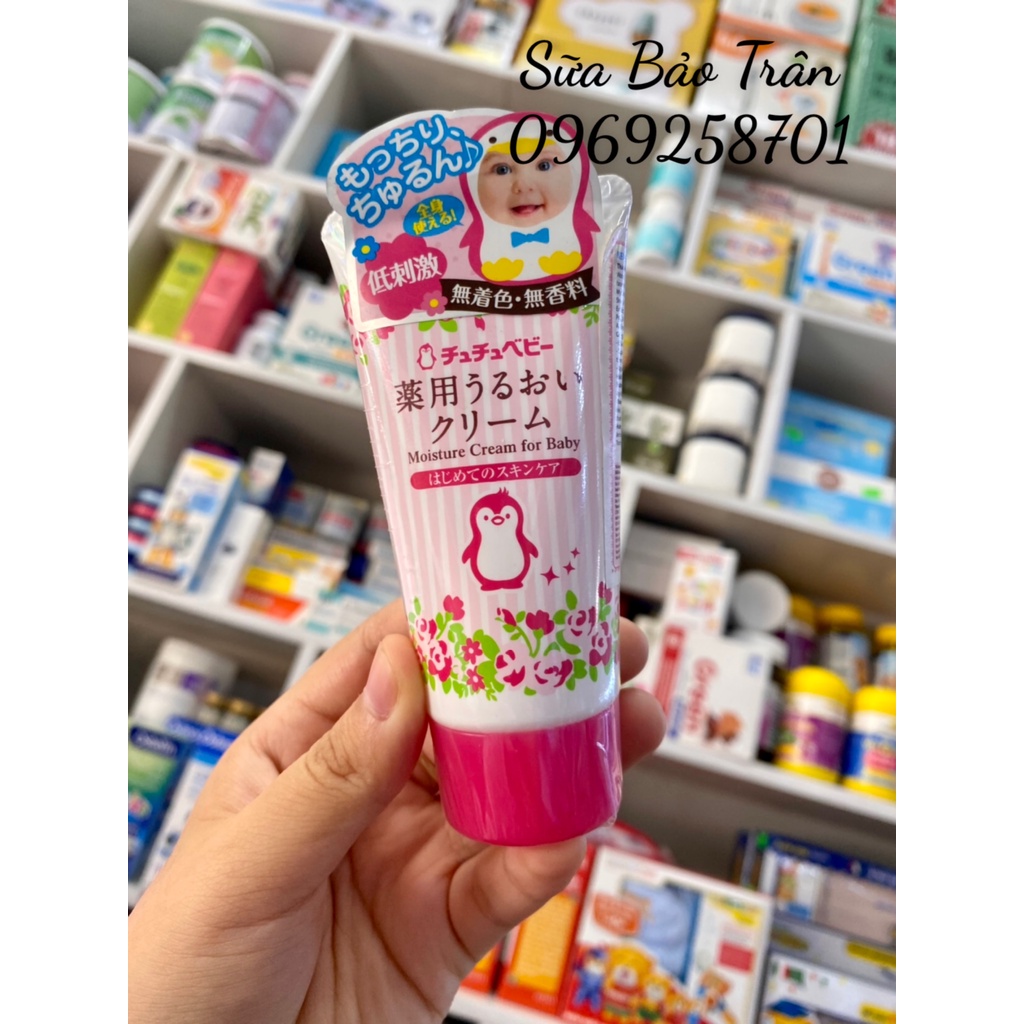 Sữa Bảo Trân
0969258701
もっちり、
ちゅるん♪
全身
使える!
低刺激
無着色・無香料
チュチュベビー
薬用うるおい
クリーム
Moisture Cream for Baby
はじめてのスキンケア